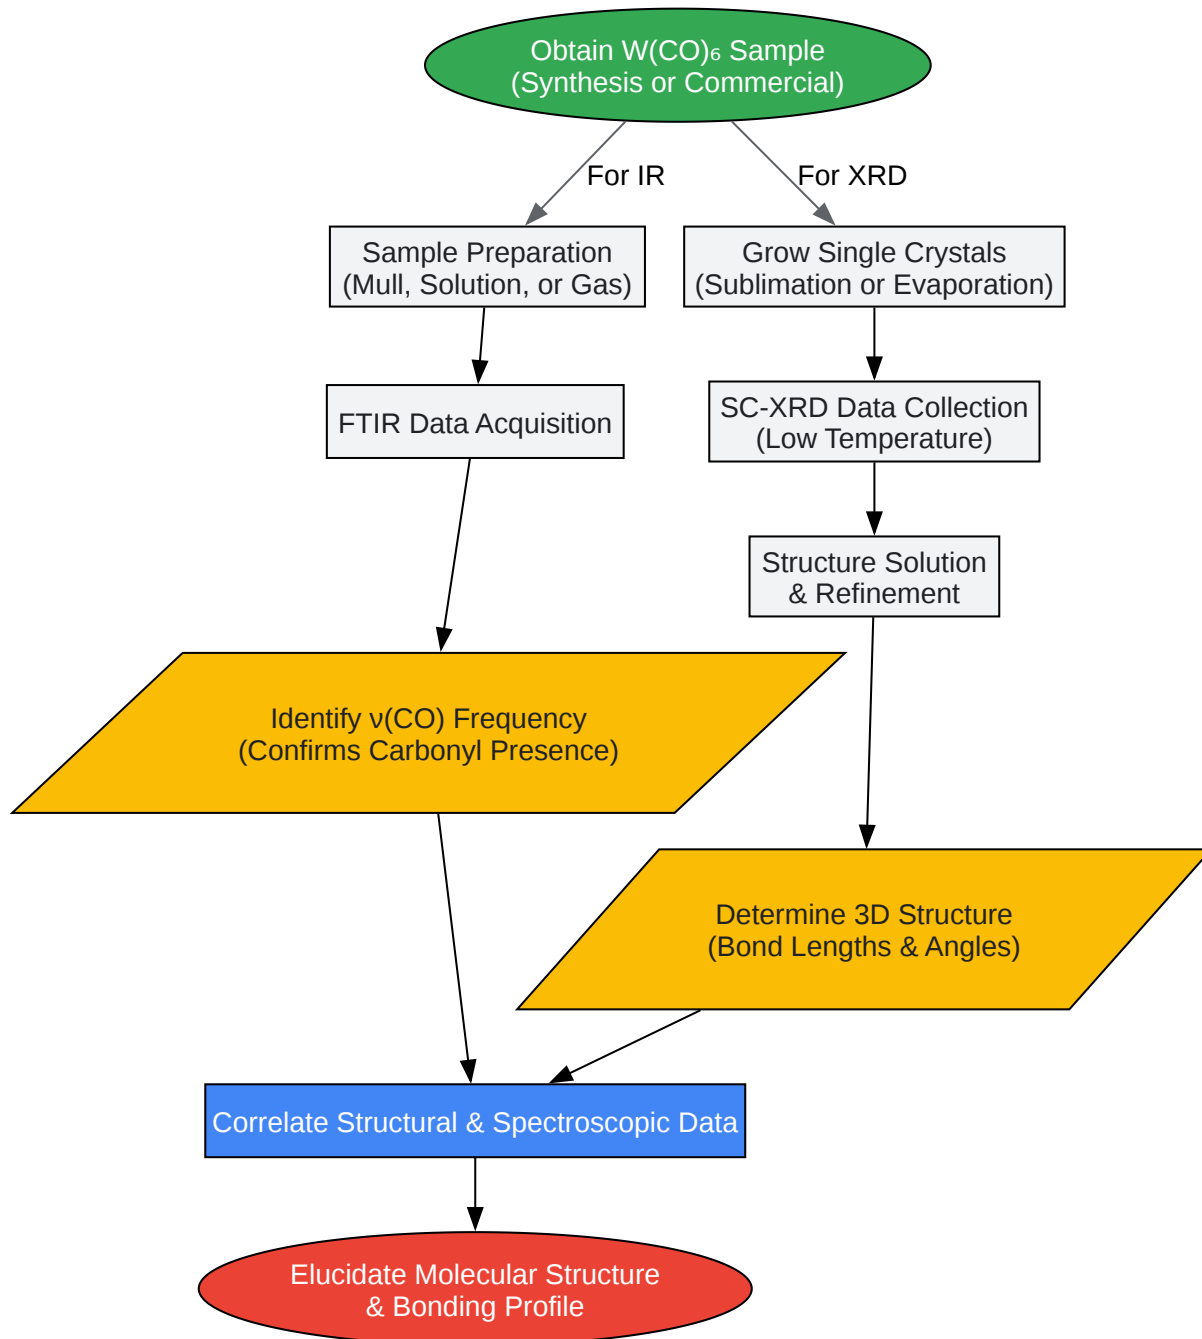 Obtain W(CO)₆ Sample
(Synthesis or Commercial)
For IR
For XRD
Sample Preparation
(Mull, Solution, or Gas)
Grow Single Crystals
(Sublimation or Evaporation)
FTIR Data Acquisition
SC-XRD Data Collection
(Low Temperature)
Structure Solution
& Refinement
Identify ν(CO) Frequency
(Confirms Carbonyl Presence)
Determine 3D Structure
(Bond Lengths & Angles)
Correlate Structural & Spectroscopic Data
Elucidate Molecular Structure
& Bonding Profile